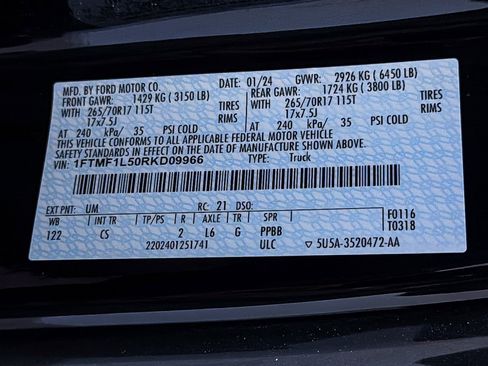 MFD. BY FORD MOTOR CO.
DATE: 01/24 GVWR: 2926 KG ( 6450 LB)
FRONT GAWR: 1429 KG ( 3150 LB) REAR GAWR: 1724 KG ( 3800 LB)
WITH 265/70R17 115T TIRES WITH 265/70R17 115T TIRES
17x7.5J RIMS 17x7.5J RIMS
AT 240 kPa/ 35 PSI COLD AT 240 kPa/ 35 PSI COLD
THIS VEHICLE CONFORMS TO ALL APPLICABLE FEDERAL MOTOR VEHICLE
SAFETY STANDARDS IN EFFECT ON THE DATE OF MANUFACTURE SHOWN ABOVE.
VIN: 1FTMF1L50RKD09966 TYPE: Truck
EXT PNT: UM RC: 21 DSO:
WB INT TR TP/PS R AXLE TR SPR F0116
122 CS 2 L6 G PPBB T0318
2202401251741 ULC ▽ 5U5A-3520472-AA